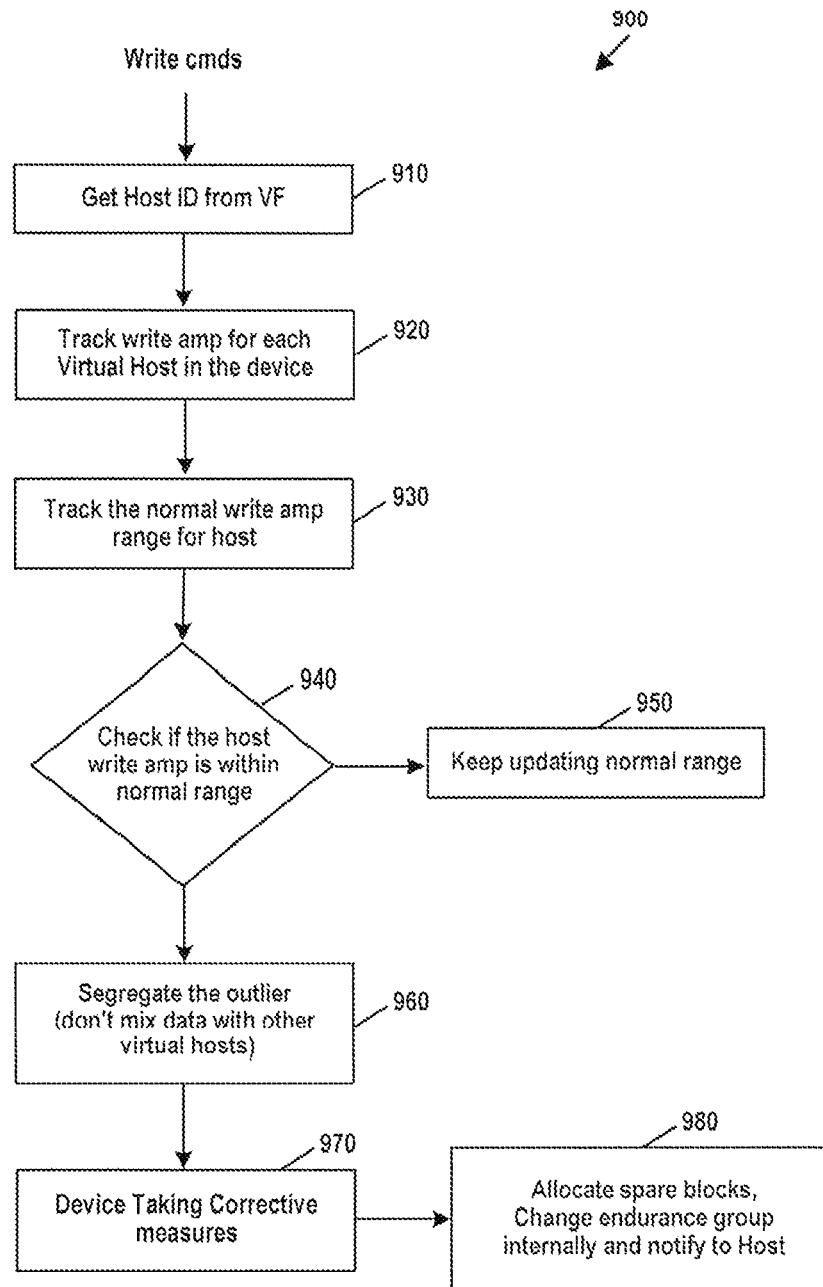 900
Write cmds
910
Get Host ID from VF
920
Track write amp for each
Virtual Host in the device
930
Track the normal write amp
range for host
940
Check if the host
write amp is within
normal range
950
Keep updating normal range
960
Segregate the outlier
(don't mix data with other
virtual hosts)
970
Device Taking Corrective
measures
980
Allocate spare blocks,
Change endurance group
internally and notify to Host